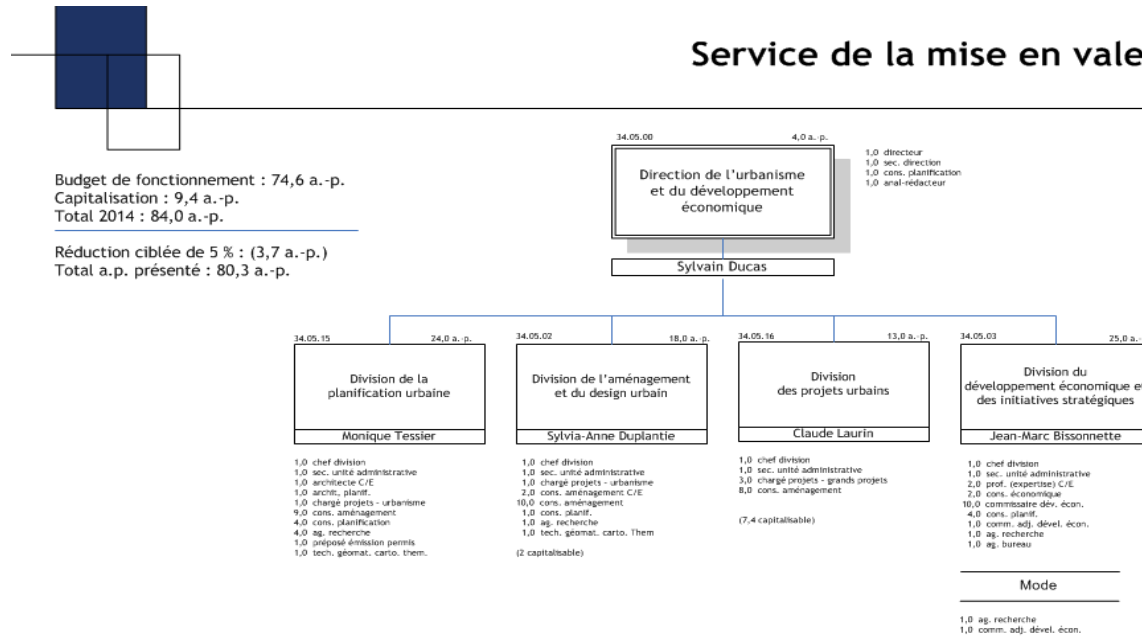 Service de la mise en vale
Budget de fonctionnement : 74,6 a.-p.
Capitalisation : 9,4 a.-p.
Total 2014 : 84,0 a.-p.
Réduction ciblée de 5 % : (3,7 a.-p.)
Total a.p. présenté : 80,3 a.-p.
34.05.00 4,0 a.-p.
Direction de l'urbanisme
et du développement
économique
Sylvain Ducas
1,0 directeur
1,0 sec. direction
1,0 cons. planification
1,0 anal-rédacteur
34.05.15 24,0 a.-p.
Division de la
planification urbaine
Monique Tessier
1,0 chef division
1,0 sec. unité administrative
1,0 architecte C/E
1,0 archit, planif.
1,0 chargé projets - urbanisme
9,0 cons. aménagement
4,0 cons. planification
4,0 ag. recherche
1,0 préposé émission permis
1,0 tech. géomat. carto. them.
34.05.02 18,0 a.-p.
Division de l'aménagement
et du design urbain
Sylvia-Anne Duplantie
1,0 chef division
1,0 sec. unité administrative
1,0 chargé projets - urbanisme
2,0 cons. aménagement C/E
10,0 cons. aménagement
1,0 cons. planif.
1,0 ag. recherche
1,0 tech. géomat. carto. Them
(2 capitalisable)
34.05.16 13,0 a.-p.
Division
des projets urbains
Claude Laurin
1,0 chef division
1,0 sec. unité administrative
3,0 chargé projets - grands projets
8,0 cons. aménagement
(7,4 capitalisable)
34.05.03 25,0 a.-
Division du
développement économique et
des initiatives stratégiques
Jean-Marc Bissonnette
1,0 chef division
1,0 sec. unité administrative
2,0 prof. (expertise) C/E
2,0 cons. économique
10,0 commissaire dév. écon.
4,0 cons. planif.
1,0 comm. adj. dével. écon.
1,0 ag. recherche
1,0 ag. bureau
Mode
1,0 ag. recherche
1,0 comm. adj. dével. écon.